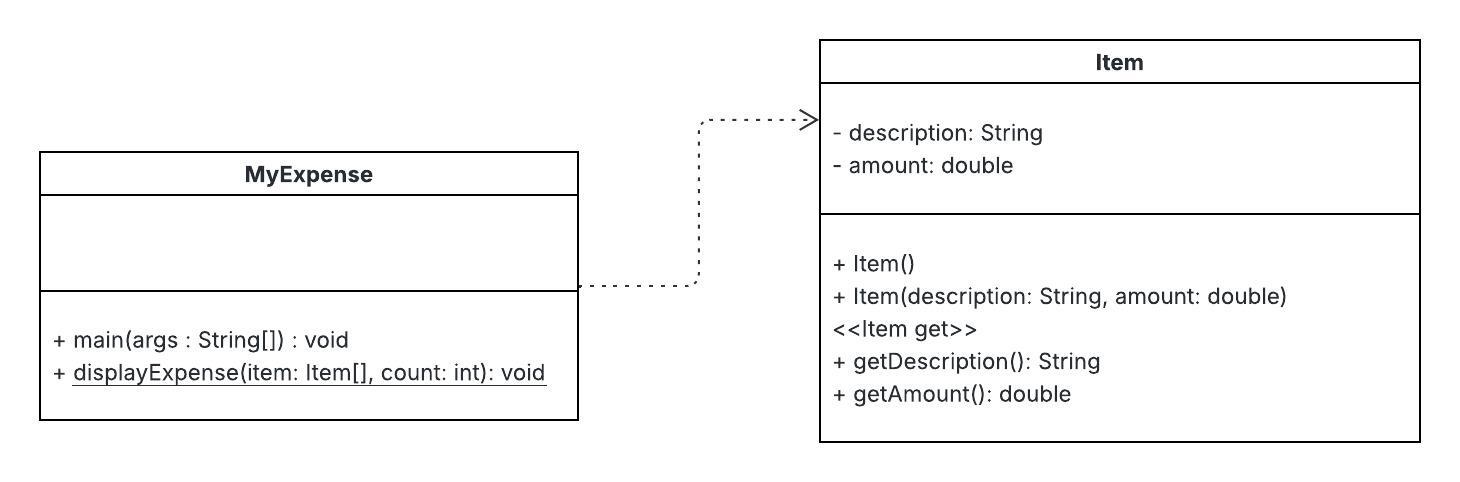 MyExpense
+ main(args : String[]) : void
+ displayExpense(item: Item[], count: int): void
Item
- description: String
- amount: double
+ Item()
+ Item(description: String, amount: double)
<<Item get>>
+ getDescription(): String
+ getAmount(): double